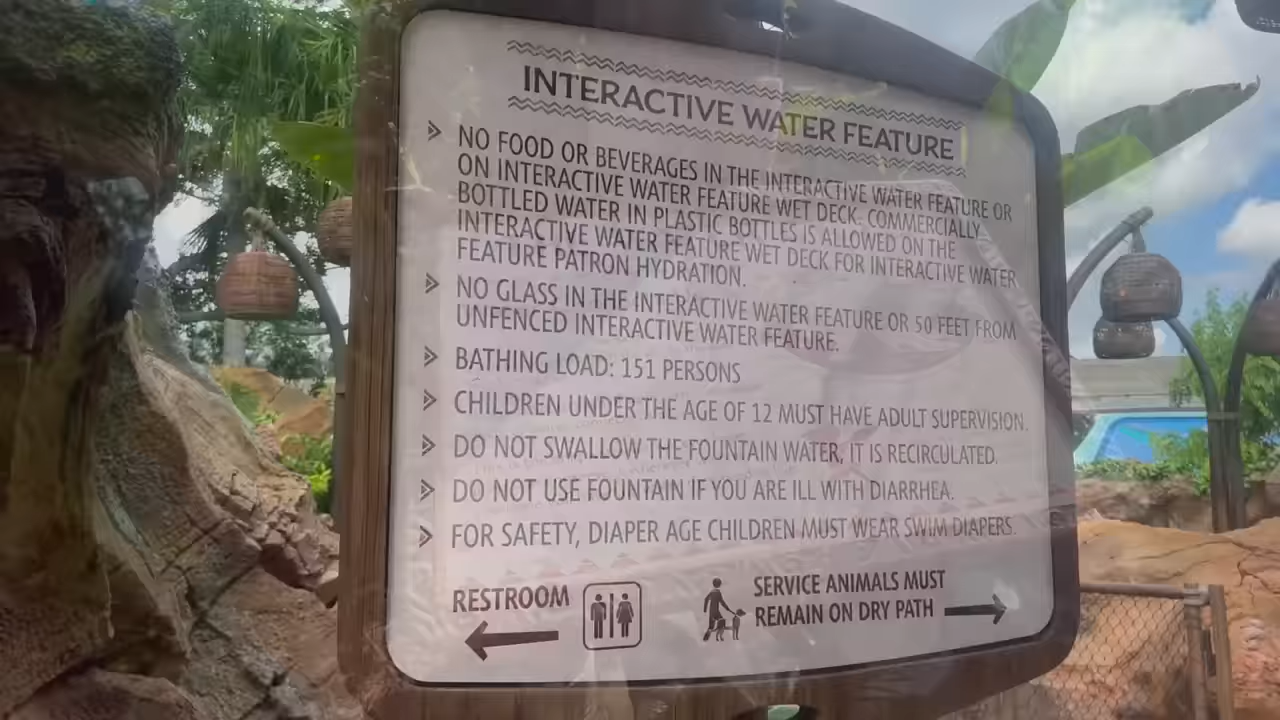 INTERACTIVE WATER FEATURE
NO FOOD OR BEVERAGES IN THE INTERACTIVE WATER FEATURE OR
ON INTERACTIVE WATER FEATURE WET DECK. COMMERCIALLY
BOTTLED WATER IN PLASTIC BOTTLES IS ALLOWED ON THE
INTERACTIVE WATER FEATURE WET DECK FOR INTERACTIVE WATER
FEATURE PATRON HYDRATION.
NO GLASS IN THE INTERACTIVE WATER FEATURE OR 50 FEET FROM
UNFENCED INTERACTIVE WATER FEATURE.
BATHING LOAD: 151 PERSONS
CHILDREN UNDER THE AGE OF 12 MUST HAVE ADULT SUPERVISION.
DO NOT SWALLOW THE FOUNTAIN WATER, IT IS RECIRCULATED.
DO NOT USE FOUNTAIN IF YOU ARE ILL WITH DIARRHEA.
FOR SAFETY, DIAPER AGE CHILDREN MUST WEAR SWIM DIAPERS.
RESTROOM
SERVICE ANIMALS MUST
REMAIN ON DRY PATH